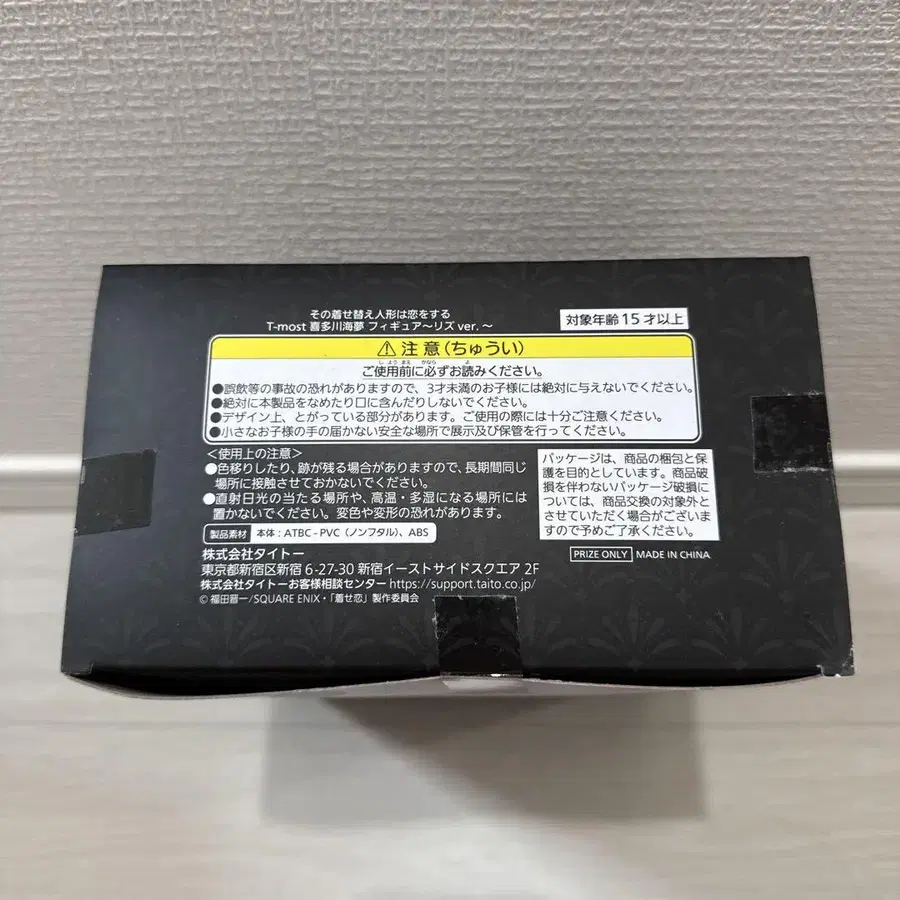 その着せ替え人形は恋をする
T-most 喜多川海夢 フィギュア〜リズ ver. 〜
対象年齢 15 才以上
⚠ 注意(ちゅうい)
ご使用前に必ずお読みください。
●誤飲等の事故の恐れがありますので、3才未満のお子様には絶対に与えないでください。
●絶対に本製品をなめたり口に含んだりしないでください。
●デザイン上、とがっている部分があります。ご使用の際には十分ご注意ください。
●小さなお子様の手の届かない安全な場所で展示及び保管を行ってください。
<使用上の注意>
●色移りしたり、跡が残る場合がありますので、長期間同じ
場所に接触させておかないでください。
●直射日光の当たる場所や、高温・多湿になる場所には
置かないでください。変色や変形の恐れがあります。
パッケージは、商品の梱包と保
護を目的としています。商品破
損を伴わないパッケージ破損に
ついては、商品交換の対象外と
させていただく場合がございま
すので予めご了承ください。
製品素材 本体:ATBC-PVC(ノンフタル)、ABS
PRIZE ONLY MADE IN CHINA
株式会社タイトー
東京都新宿区新宿 6-27-30 新宿イーストサイドスクエア 2F
株式会社タイトーお客様相談センター https://support.taito.co.jp/
© 福田晋一/SQUARE ENIX・「着せ恋」製作委員会